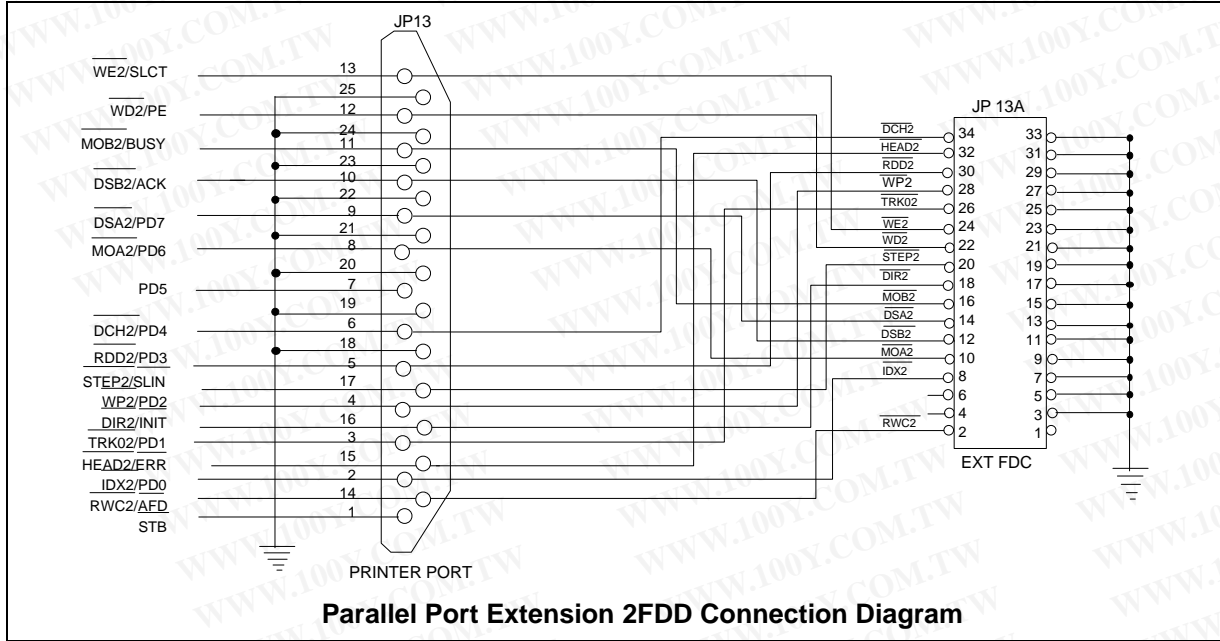 JP13
WE2/SLCT
WD2/PE
MOB2/BUSY
DSB2/ACK
DSA2/PD7
MOA2/PD6
PD5
DCH2/PD4
RDD2/PD3
STEP2/SLIN
WP2/PD2
DIR2/INIT
TRK02/PD1
HEAD2/ERR
IDX2/PD0
RWC2/AFD
STB
13
25
12
24
11
23
10
22
9
21
8
20
7
19
6
18
5
17
4
16
3
15
2
14
1
PRINTER PORT
JP 13A
DCH2 34 33
HEAD2 32 31
RDD2 30 29
WP2 28 27
TRK02 26 25
WE2 24 23
WD2 22 21
STEP2 20 19
DIR2 18 17
MOB2 16 15
DSA2 14 13
DSB2 12 11
MOA2 10 9
IDX2 8 7
6 5
4 3
RWC2 2 1
EXT FDC
Parallel Port Extension 2FDD Connection Diagram
WWW.100Y.COM.TW